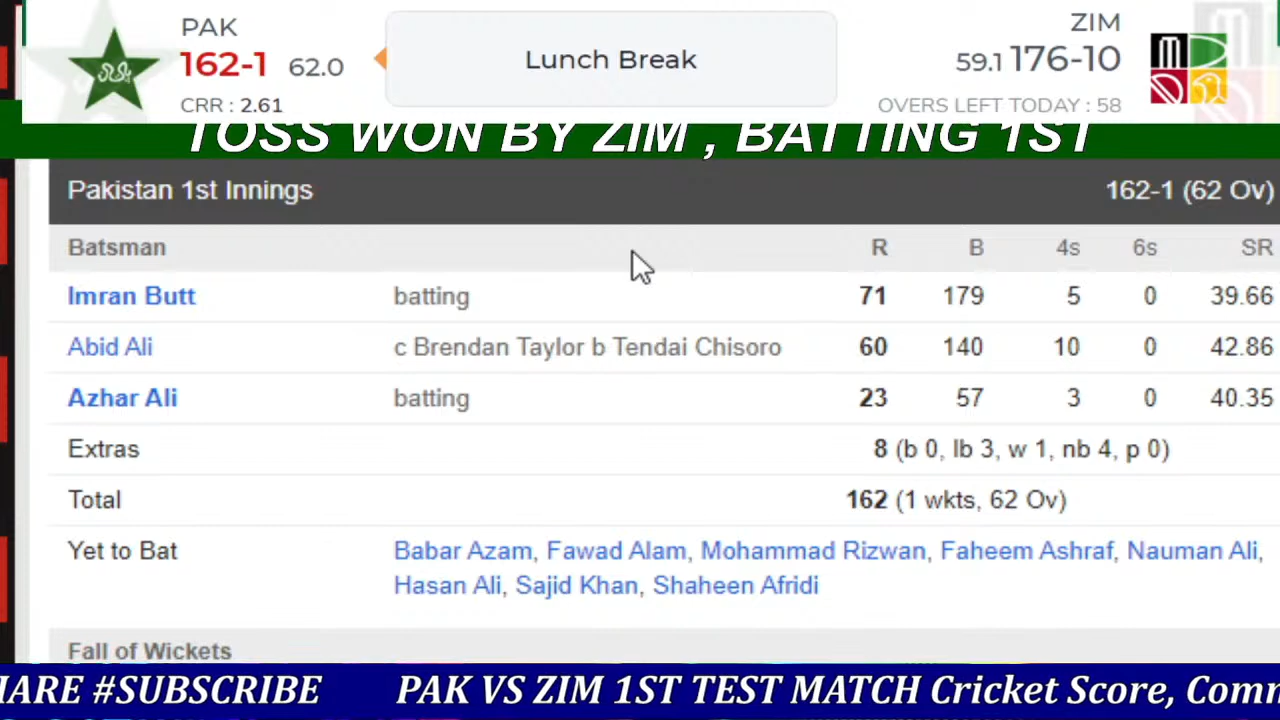 PAK
162-1 62.0
CRR : 2.61
Lunch Break
ZIM
59.1 176-10
OVERS LEFT TODAY : 58
TOSS WON BY ZIM , BATTING 1ST
Pakistan 1st Innings 162-1 (62 Ov)
Batsman R B 4s 6s SR
Imran Butt batting 71 179 5 0 39.66
Abid Ali c Brendan Taylor b Tendai Chisoro 60 140 10 0 42.86
Azhar Ali batting 23 57 3 0 40.35
Extras 8 (b 0, lb 3, w 1, nb 4, p 0)
Total 162 (1 wkts, 62 Ov)
Yet to Bat Babar Azam, Fawad Alam, Mohammad Rizwan, Faheem Ashraf, Nauman Ali,
Hasan Ali, Sajid Khan, Shaheen Afridi
Fall of Wickets
HARE #SUBSCRIBE PAK VS ZIM 1ST TEST MATCH Cricket Score, Comm